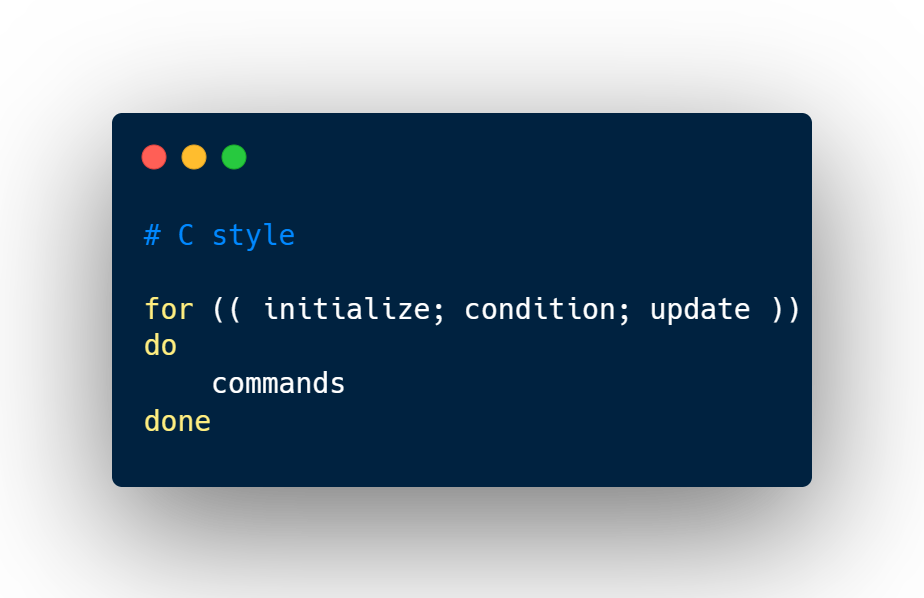 # C style
for (( initialize; condition; update ))
do
    commands
done